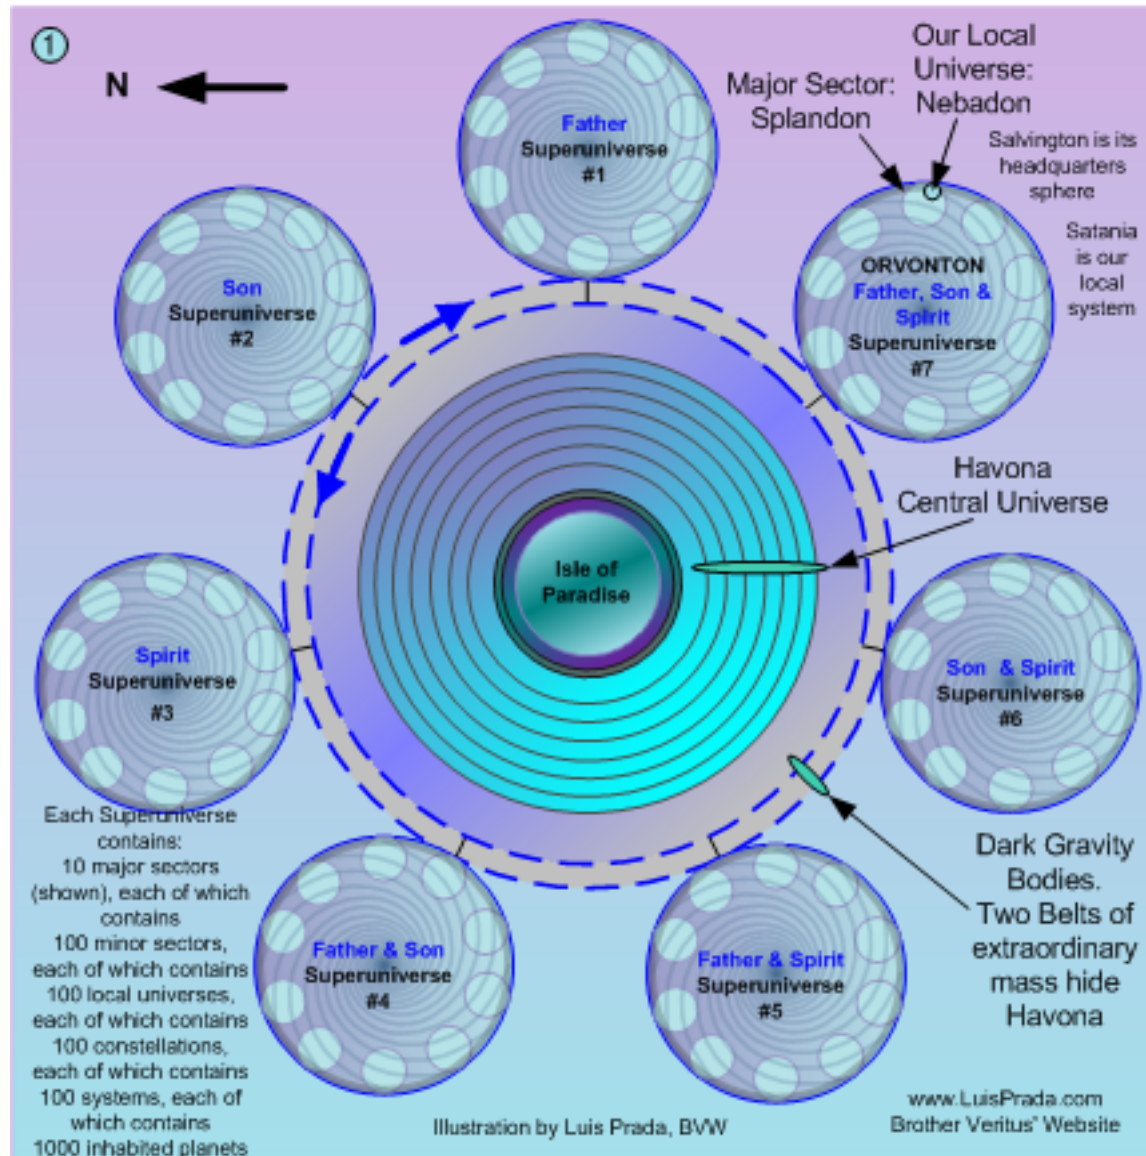 1
N
Father
Superuniverse
#1
Major Sector:
Splandon
Our Local
Universe:
Nebadon
Salvington is its
headquarters
sphere
Satania
is our
local
system
Son
Superuniverse
#2
ORVONTON
Father, Son &
Spirit
Superuniverse
#7
Havona
Central Universe
Isle of
Paradise
Spirit
Superuniverse
#3
Son & Spirit
Superuniverse
#6
Each Superuniverse
contains:
10 major sectors
(shown), each of which
contains
100 minor sectors,
each of which contains
100 local universes,
each of which contains
100 constellations,
each of which contains
100 systems, each of
which contains
1000 inhabited planets
Father & Son
Superuniverse
#4
Father & Spirit
Superuniverse
#5
Dark Gravity
Bodies.
Two Belts of
extraordinary
mass hide
Havona
Illustration by Luis Prada, BVW
www.LuisPrada.com
Brother Veritus' Website